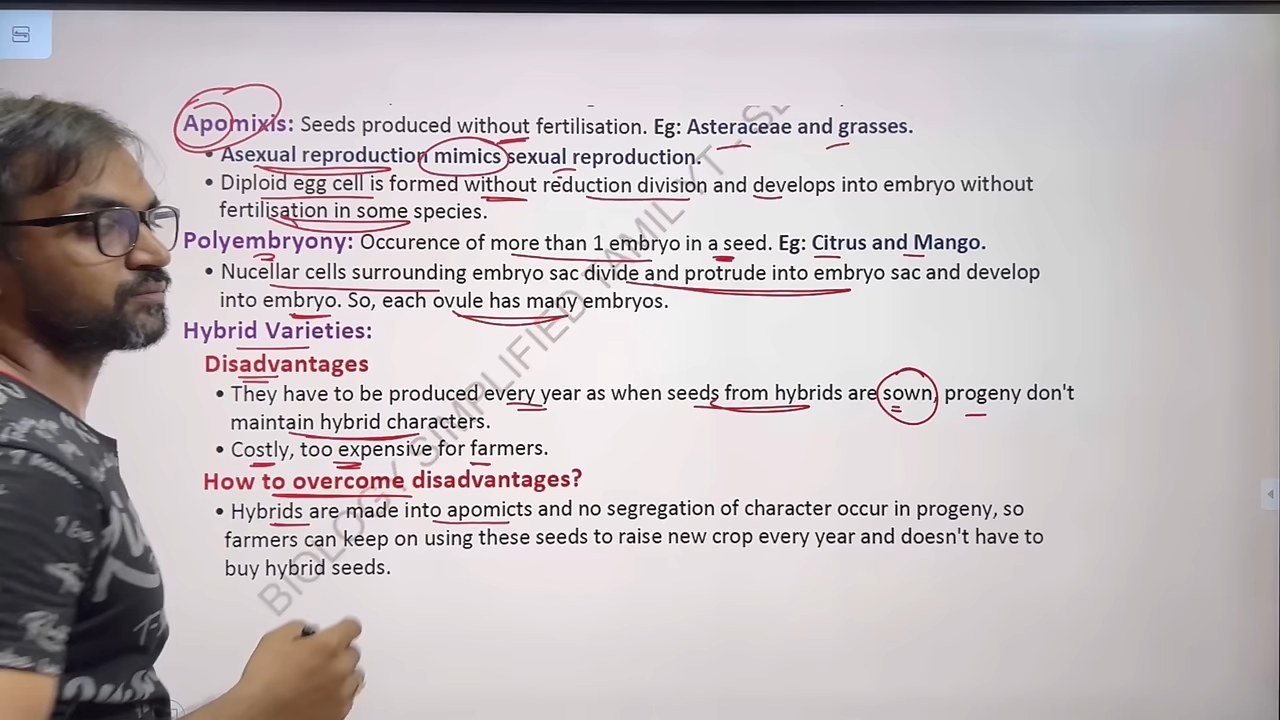 Apomixis: Seeds produced without fertilisation. Eg: Asteraceae and grasses.
• Asexual reproduction mimics sexual reproduction.
• Diploid egg cell is formed without reduction division and develops into embryo without
fertilisation in some species.
Polyembryony: Occurence of more than 1 embryo in a seed. Eg: Citrus and Mango.
• Nucellar cells surrounding embryo sac divide and protrude into embryo sac and develop
into embryo. So, each ovule has many embryos.
Hybrid Varieties:
Disadvantages
• They have to be produced every year as when seeds from hybrids are sown, progeny don't
maintain hybrid characters.
• Costly, too expensive for farmers.
How to overcome disadvantages?
• Hybrids are made into apomicts and no segregation of character occur in progeny, so
farmers can keep on using these seeds to raise new crop every year and doesn't have to
buy hybrid seeds.
BIOLOGY SIMPLIFIED TAMIL YT - SL